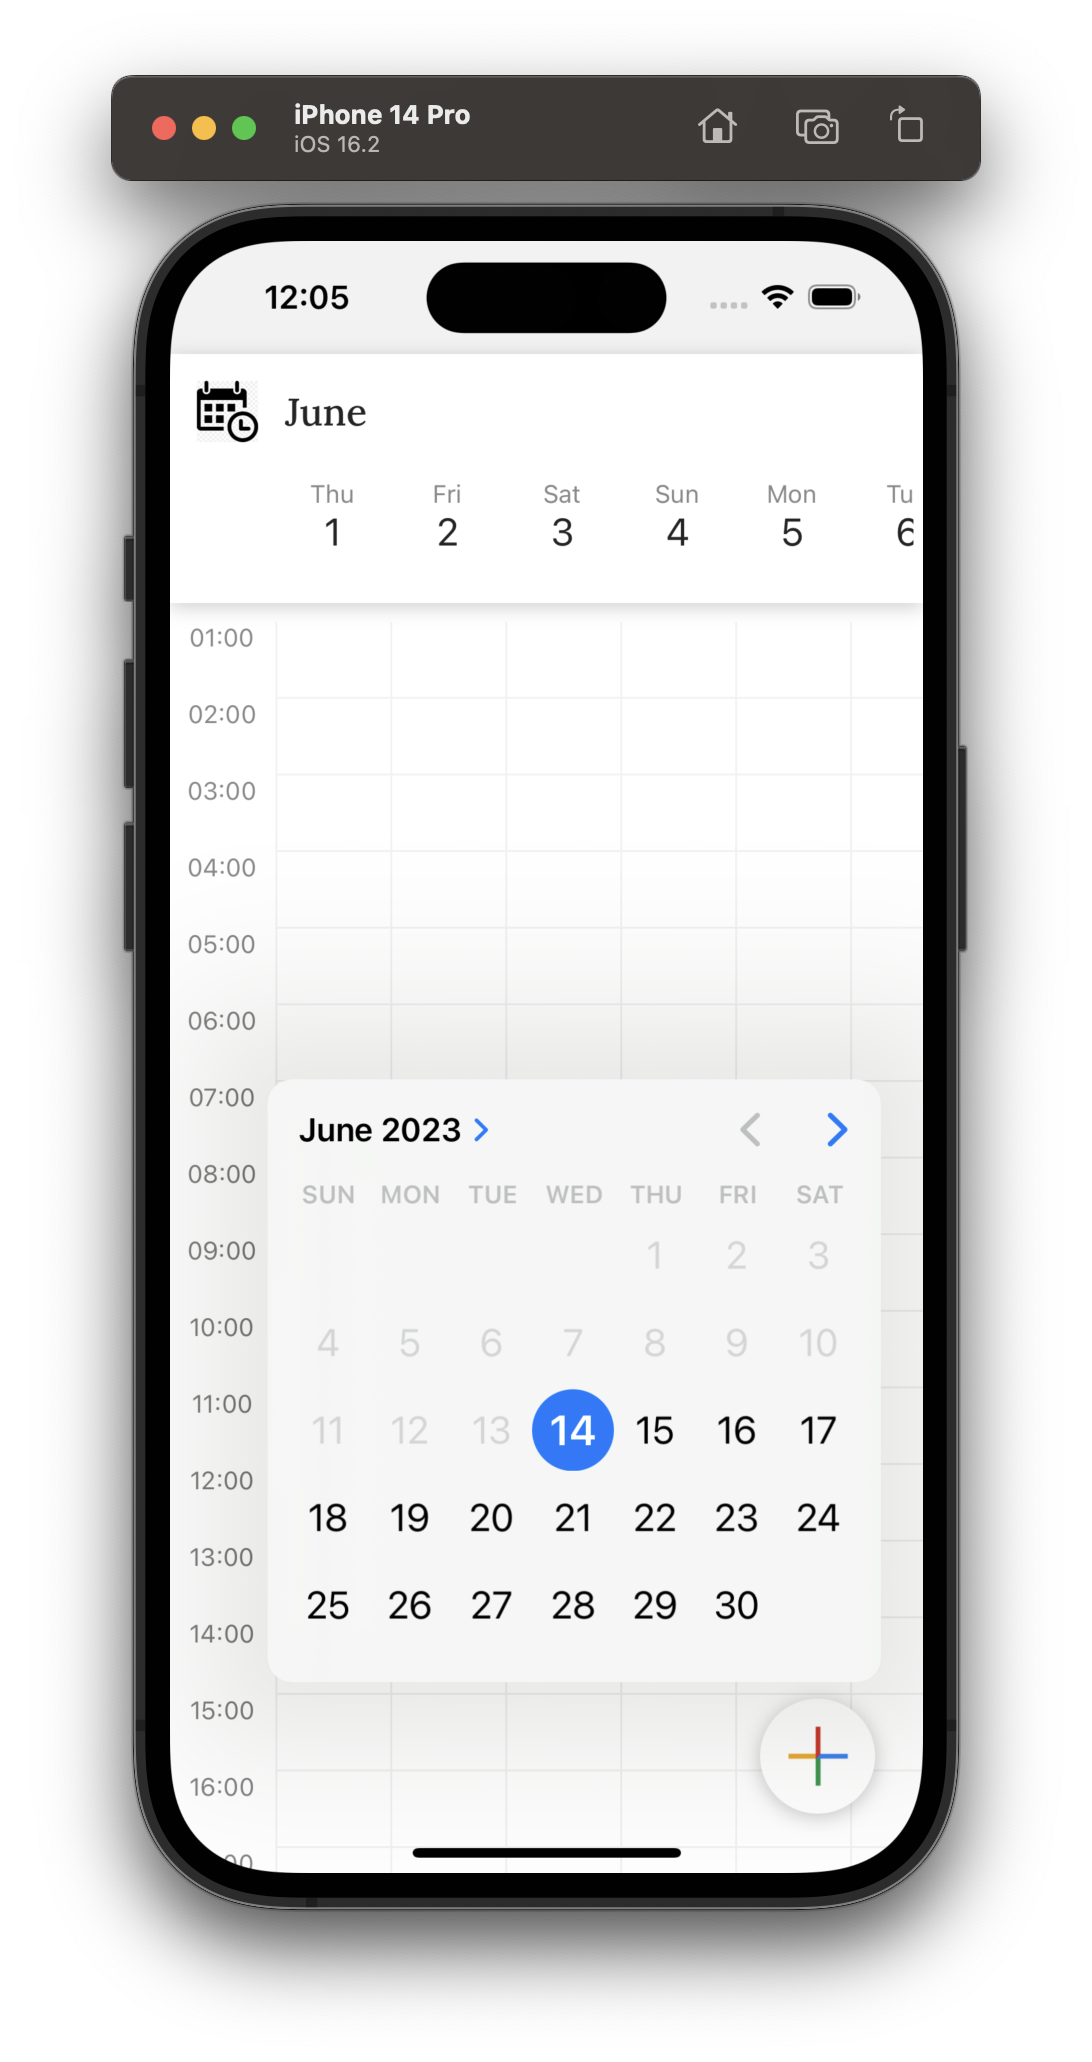 iPhone 14 Pro
iOS 16.2
12:05
June
Thu Fri Sat Sun Mon Tu
1 2 3 4 5 6
01:00
02:00
03:00
04:00
05:00
06:00
07:00
June 2023
08:00
SUN MON TUE WED THU FRI SAT
09:00
1 2 3
10:00
4 5 6 7 8 9 10
11:00
11 12 13 14 15 16 17
12:00
18 19 20 21 22 23 24
13:00
25 26 27 28 29 30
14:00
15:00
16:00
00